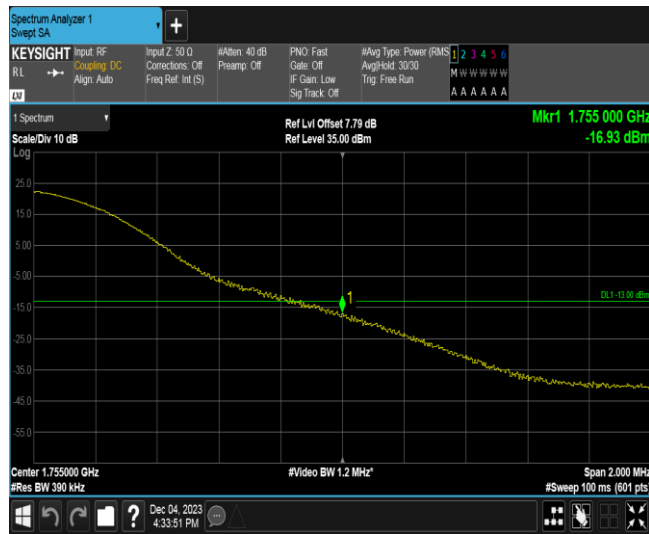 Spectrum Analyzer 1
Swept SA
KEYSIGHT
RL
LXI
Input: RF
Coupling: DC
Align: Auto
Input Z: 50 Ω
Corrections: Off
Freq Ref: Int (S)
#Atten: 40 dB
Preamp: Off
PNO: Fast
Gate: Off
IF Gain: Low
Sig Track: Off
#Avg Type: Power (RMS
Avg|Hold: 30/30
Trig: Free Run
1 2 3 4 5 6
M W W W W W
A A A A A A
1 Spectrum
Scale/Div 10 dB
Log
Ref Lvl Offset 7.79 dB
Ref Level 35.00 dBm
Mkr1 1.755 000 GHz
-16.93 dBm
25.0
15.0
5.00
-5.00
-15.0
-25.0
-35.0
-45.0
-55.0
1
DL1 -13.00 dBm
Center 1.755000 GHz
#Res BW 390 kHz
#Video BW 1.2 MHz*
Span 2.000 MHz
#Sweep 100 ms (601 pts)
?
Dec 04, 2023
4:33:51 PM